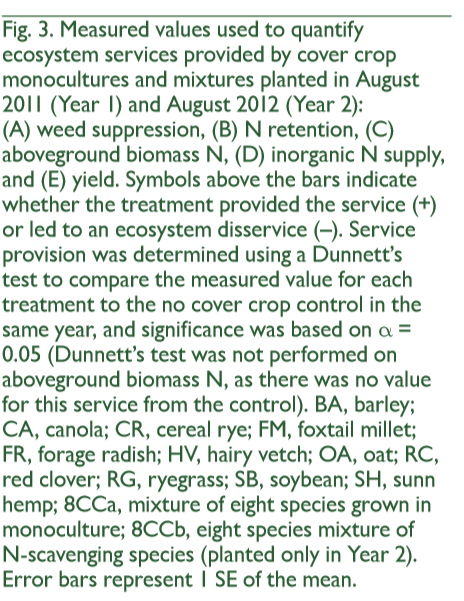 Fig. 3. Measured values used to quantify
ecosystem services provided by cover crop
monocultures and mixtures planted in August
2011 (Year 1) and August 2012 (Year 2):
(A) weed suppression, (B) N retention, (C)
aboveground biomass N, (D) inorganic N supply,
and (E) yield. Symbols above the bars indicate
whether the treatment provided the service (+)
or led to an ecosystem disservice (–). Service
provision was determined using a Dunnett’s
test to compare the measured value for each
treatment to the no cover crop control in the
same year, and significance was based on α =
0.05 (Dunnett’s test was not performed on
aboveground biomass N, as there was no value
for this service from the control). BA, barley;
CA, canola; CR, cereal rye; FM, foxtail millet;
FR, forage radish; HV, hairy vetch; OA, oat; RC,
red clover; RG, ryegrass; SB, soybean; SH, sunn
hemp; 8CCa, mixture of eight species grown in
monoculture; 8CCb, eight species mixture of
N-scavenging species (planted only in Year 2).
Error bars represent 1 SE of the mean.